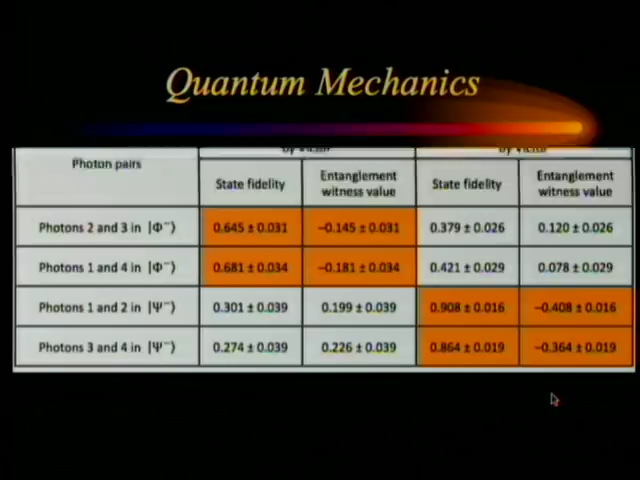 Quantum Mechanics
by Victor by Victor
Photon pairs
State fidelity Entanglement witness value State fidelity Entanglement witness value
Photons 2 and 3 in |Φ⁻⟩ 0.645 ± 0.031 −0.145 ± 0.031 0.379 ± 0.026 0.120 ± 0.026
Photons 1 and 4 in |Φ⁻⟩ 0.681 ± 0.034 −0.181 ± 0.034 0.421 ± 0.029 0.078 ± 0.029
Photons 1 and 2 in |Ψ⁻⟩ 0.301 ± 0.039 0.199 ± 0.039 0.908 ± 0.016 −0.408 ± 0.016
Photons 3 and 4 in |Ψ⁻⟩ 0.274 ± 0.039 0.226 ± 0.039 0.864 ± 0.019 −0.364 ± 0.019